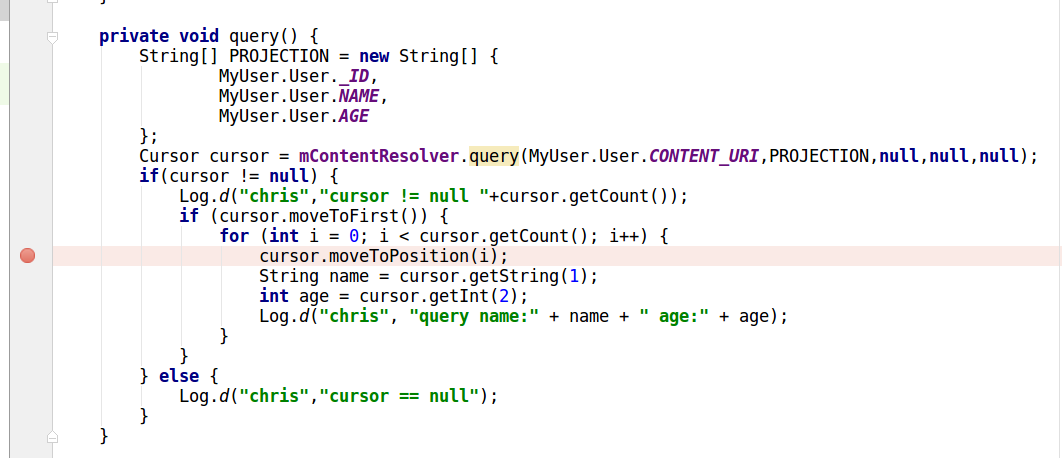 }
private void query() {
String[] PROJECTION = new String[] {
MyUser.User._ID,
MyUser.User.NAME,
MyUser.User.AGE
};
Cursor cursor = mContentResolver.query(MyUser.User.CONTENT_URI,PROJECTION,null,null,null);
if(cursor != null) {
Log.d("chris","cursor != null "+cursor.getCount());
if (cursor.moveToFirst()) {
for (int i = 0; i < cursor.getCount(); i++) {
cursor.moveToPosition(i);
String name = cursor.getString(1);
int age = cursor.getInt(2);
Log.d("chris", "query name:" + name + " age:" + age);
}
}
} else {
Log.d("chris","cursor == null");
}
}